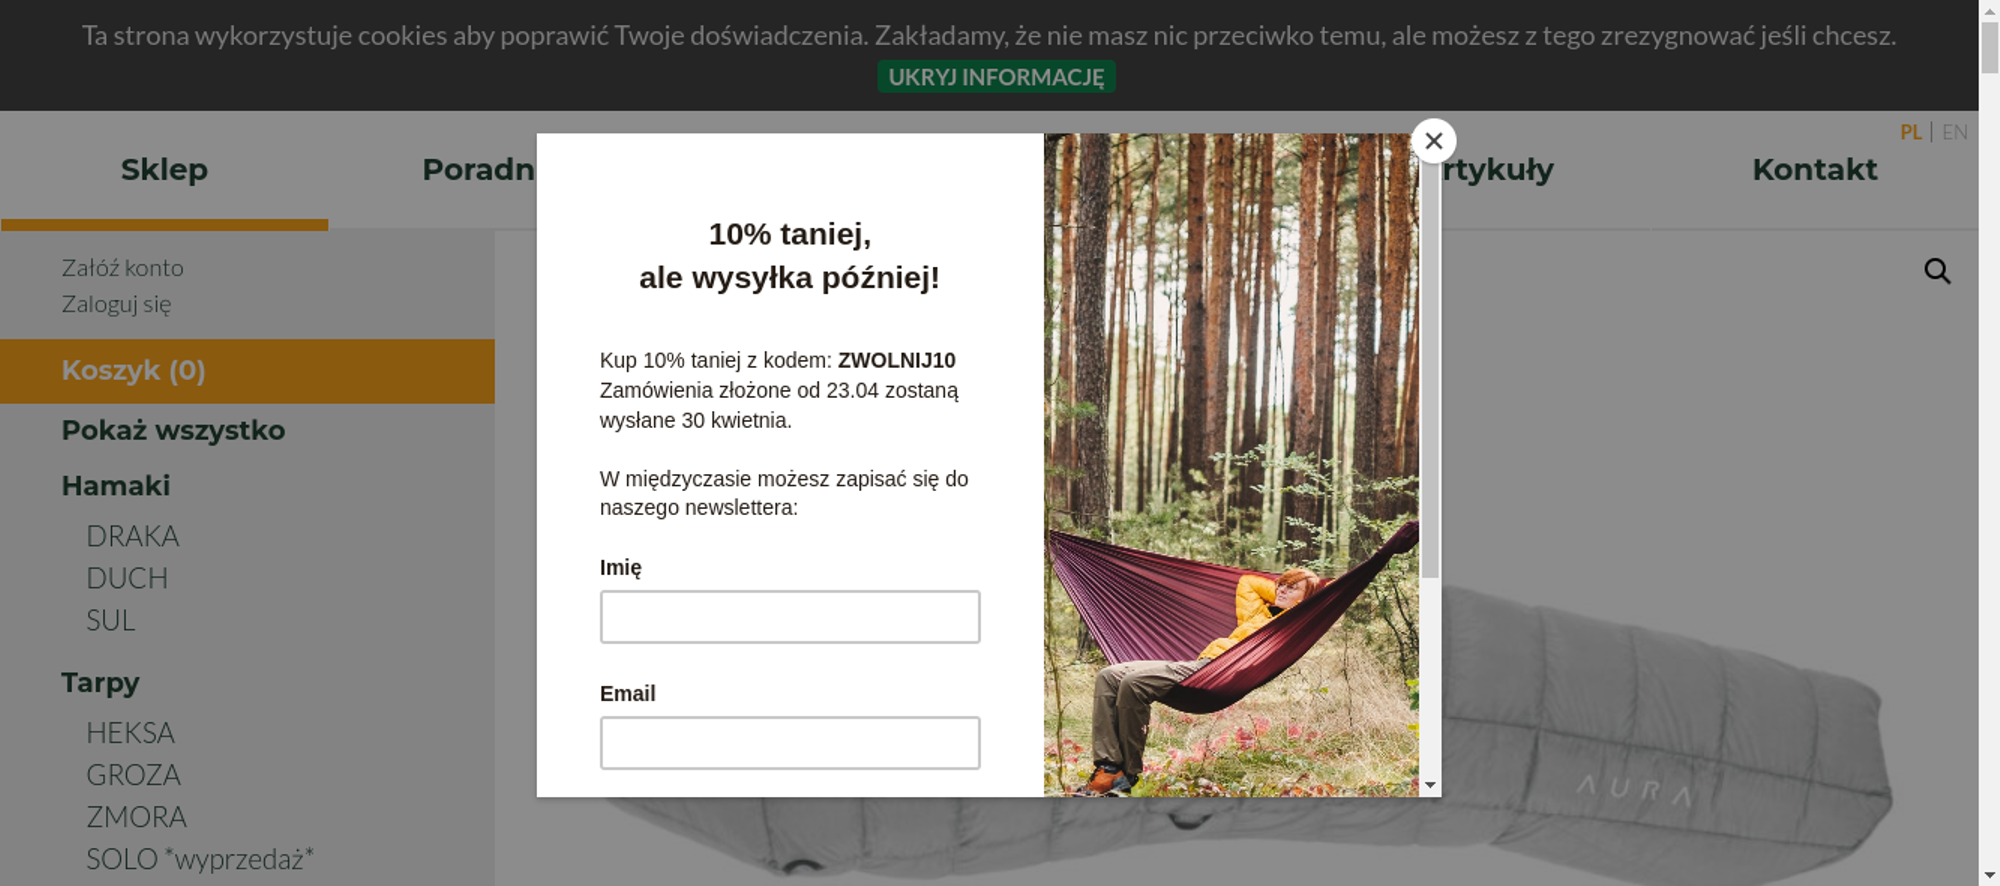 Ta strona wykorzystuje cookies aby poprawić Twoje doświadczenia. Zakładamy, że nie masz nic przeciwko temu, ale możesz z tego zrezygnować jeśli chcesz.
UKRYJ INFORMACJĘ
PL | EN
Sklep
Poradn
rtykuły
Kontakt
Załóż konto
Zaloguj się
Koszyk (0)
Pokaż wszystko
Hamaki
DRAKA
DUCH
SUL
Tarpy
HEKSA
GROZA
ZMORA
SOLO *wyprzedaż*
10% taniej,
ale wysyłka później!
Kup 10% taniej z kodem: ZWOLNIJ10
Zamówienia złożone od 23.04 zostaną
wysłane 30 kwietnia.
W międzyczasie możesz zapisać się do
naszego newslettera:
Imię
Email
AURA